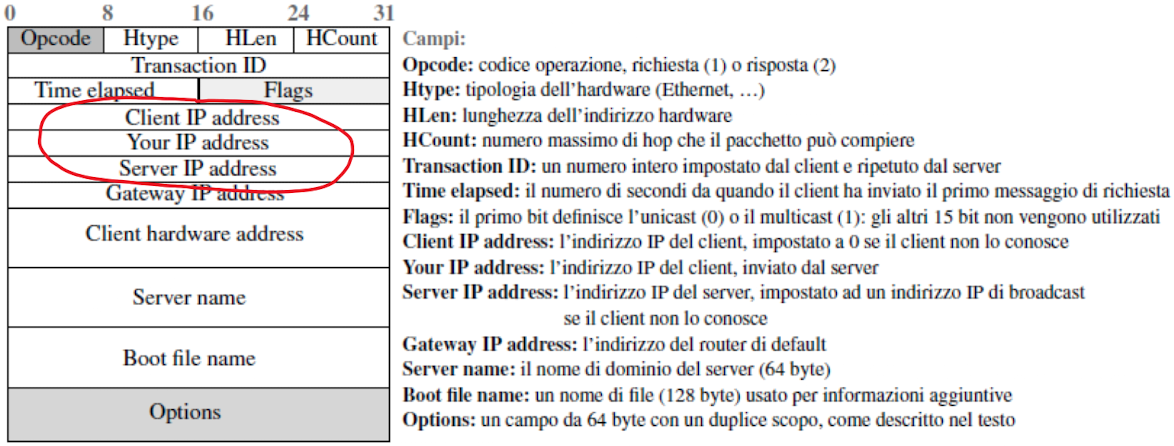 0 8 16 24 31
Opcode Htype HLen HCount
Transaction ID
Time elapsed Flags
Client IP address
Your IP address
Server IP address
Gateway IP address
Client hardware address
Server name
Boot file name
Options
Campi:
Opcode: codice operazione, richiesta (1) o risposta (2)
Htype: tipologia dell'hardware (Ethernet, …)
HLen: lunghezza dell'indirizzo hardware
HCount: numero massimo di hop che il pacchetto può compiere
Transaction ID: un numero intero impostato dal client e ripetuto dal server
Time elapsed: il numero di secondi da quando il client ha inviato il primo messaggio di richiesta
Flags: il primo bit definisce l'unicast (0) o il multicast (1): gli altri 15 bit non vengono utilizzati
Client IP address: l'indirizzo IP del client, impostato a 0 se il client non lo conosce
Your IP address: l'indirizzo IP del client, inviato dal server
Server IP address: l'indirizzo IP del server, impostato ad un indirizzo IP di broadcast
se il client non lo conosce
Gateway IP address: l'indirizzo del router di default
Server name: il nome di dominio del server (64 byte)
Boot file name: un nome di file (128 byte) usato per informazioni aggiuntive
Options: un campo da 64 byte con un duplice scopo, come descritto nel testo